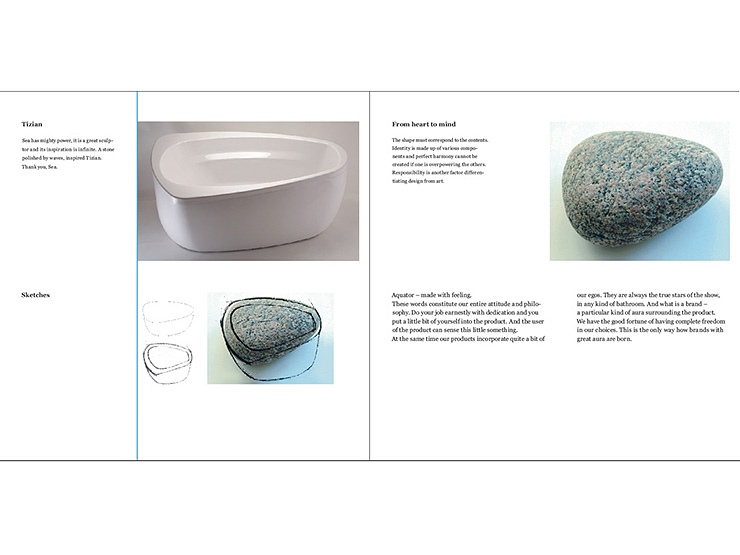 Tizian
Sea has mighty power, it is a great sculp-
tor and its inspiration is infinite. A stone
polished by waves, inspired Tizian.
Thank you, Sea.
Sketches
From heart to mind
The shape must correspond to the contents.
Identity is made up of various compo-
nents and perfect harmony cannot be
created if one is overpowering the others.
Responsibility is another factor differen-
tiating design from art.
Aquator – made with feeling.
These words constitute our entire attitude and philo-
sophy. Do your job earnestly with dedication and you
put a little bit of yourself into the product. And the user
of the product can sense this little something.
At the same time our products incorporate quite a bit of
our egos. They are always the true stars of the show,
in any kind of bathroom. And what is a brand –
a particular kind of aura surrounding the product.
We have the good fortune of having complete freedom
in our choices. This is the only way how brands with
great aura are born.